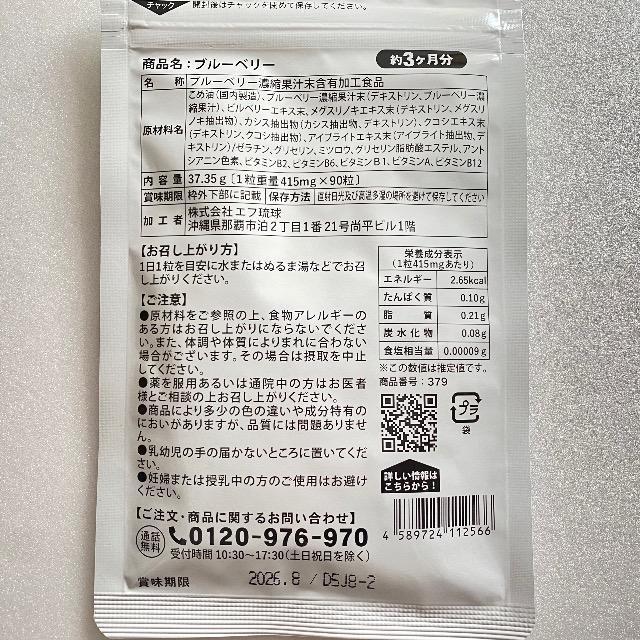 チャック
開封後はチャックを固めて保存してください。
商品名：ブルーベリー
約3ヶ月分
名 称 ブルーベリー濃縮果汁末含有加工食品
原材料名
こめ油（国内製造）、ブルーベリー濃縮果汁末（デキストリン、ブルーベリー濃
縮果汁）、ビルベリーエキス末、メグスリノキエキス末（デキストリン、メグスリ
ノキ抽出物）、カシス抽出物（カシス抽出物、デキストリン）、クコシエキス末
（デキストリン、クコシ抽出物）、アイブライトエキス末（アイブライト抽出物、デ
キストリン）/ゼラチン、グリセリン、ミツロウ、グリセリン脂肪酸エステル、アント
シアニン色素、ビタミンB2、ビタミンB6、ビタミンB1、ビタミンA、ビタミンB12
内容量 37.35g〔1粒重量415mg×90粒〕
賞味期限 枠外下部に記載 保存方法 直射日光及び高温多湿の場所を避けて保存してください
加工者
株式会社エフ琉球
沖縄県那覇市泊2丁目1番21号尚平ビル1階
【お召し上がり方】
1日1粒を目安に水またはぬるま湯などでお召
し上がりください。
【ご注意】
●原材料をご参照の上、食物アレルギーの
ある方はお召し上がりにならないでくださ
い。また、体調や体質によりまれに合わない
場合がございます。その場合は摂取を中止
してください。
●薬を服用あるいは通院中の方はお医者
様とご相談の上お召し上がりください。
●商品により多少の色の違いや成分特有の
においがありますが、品質には問題ありませ
ん。
●乳幼児の手の届かないところに置いてくだ
さい。
●妊娠または授乳中の方のご使用はお避け
ください。
栄養成分表示
（1粒415mgあたり）
エネルギー 2.65kcal
たんぱく質 0.10g
脂 質 0.21g
炭水化物 0.08g
食塩相当量 0.00009g
※この数値は推定値です。
商品番号：379
プラ
袋
詳しい情報は
こちらから！
4 589724 112566
【ご注文・商品に関するお問い合わせ】
通話
無料
0120-976-970
受付時間 10:30～17:30（土日祝日を除く）
賞味期限 2026.8 / DSJ8-2